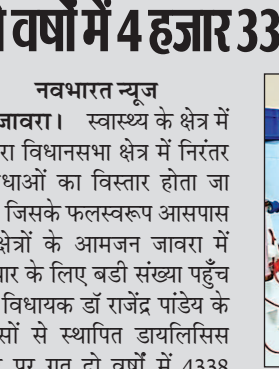 वर्षों में 4 हजार 33
नवभारत न्यूज
जावरा। स्वास्थ्य के क्षेत्र में
विधानसभा क्षेत्र में निरंतर
का विस्तार होता जा
जिसके फलस्वरूप आसपास
के आमजन जावरा में
के लिए बडी संख्या पहुँच
विधायक डॉ राजेंद्र पांडेय के
से स्थापित डायलिसिस
पर गत दो वर्षों में 4338